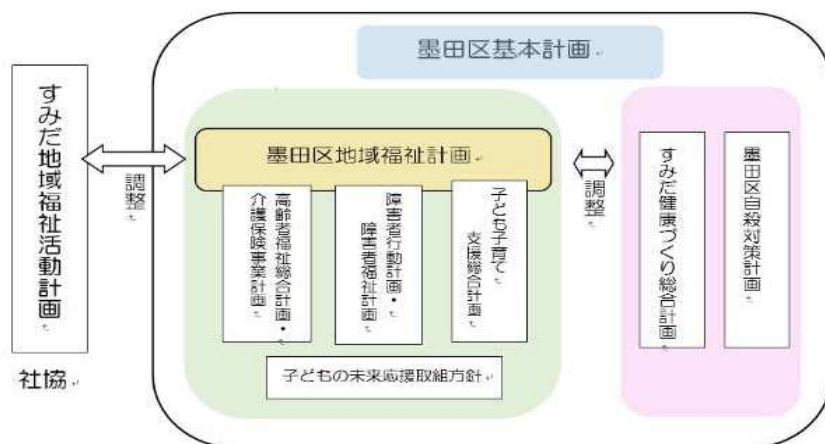 墨田区基本計画
すみだ地域福祉活動計画
調整
社協
墨田区地域福祉計画
高齢者福祉総合計画・
介護保険事業計画
障害者行動計画・
障害者福祉計画
子ども子育て
支援総合計画
子どもの未来応援取組方針
調整
すみだ健康づくり総合計画
墨田区自殺対策計画